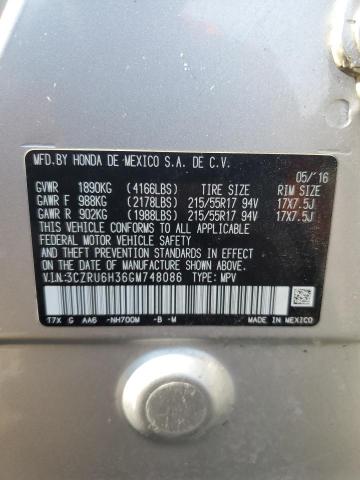 MFD. BY HONDA DE MEXICO S.A. DE C.V.
05/'16
GVWR 1890KG (4166LBS) TIRE SIZE RIM SIZE
GAWR F 988KG (2178LBS) 215/55R17 94V 17X7.5J
GAWR R 902KG (1988LBS) 215/55R17 94V 17X7.5J
THIS VEHICLE CONFORMS TO ALL APPLICABLE
FEDERAL MOTOR VEHICLE SAFETY, BUMPER,
AND THEFT PREVENTION STANDARDS IN EFFECT
ON THE DATE OF MANUFACTURE SHOWN ABOVE.
V.I.N:3CZRU6H36GM748086 TYPE: MPV
T7X G AA6 -NH700M -B -M
MADE IN MEXICO